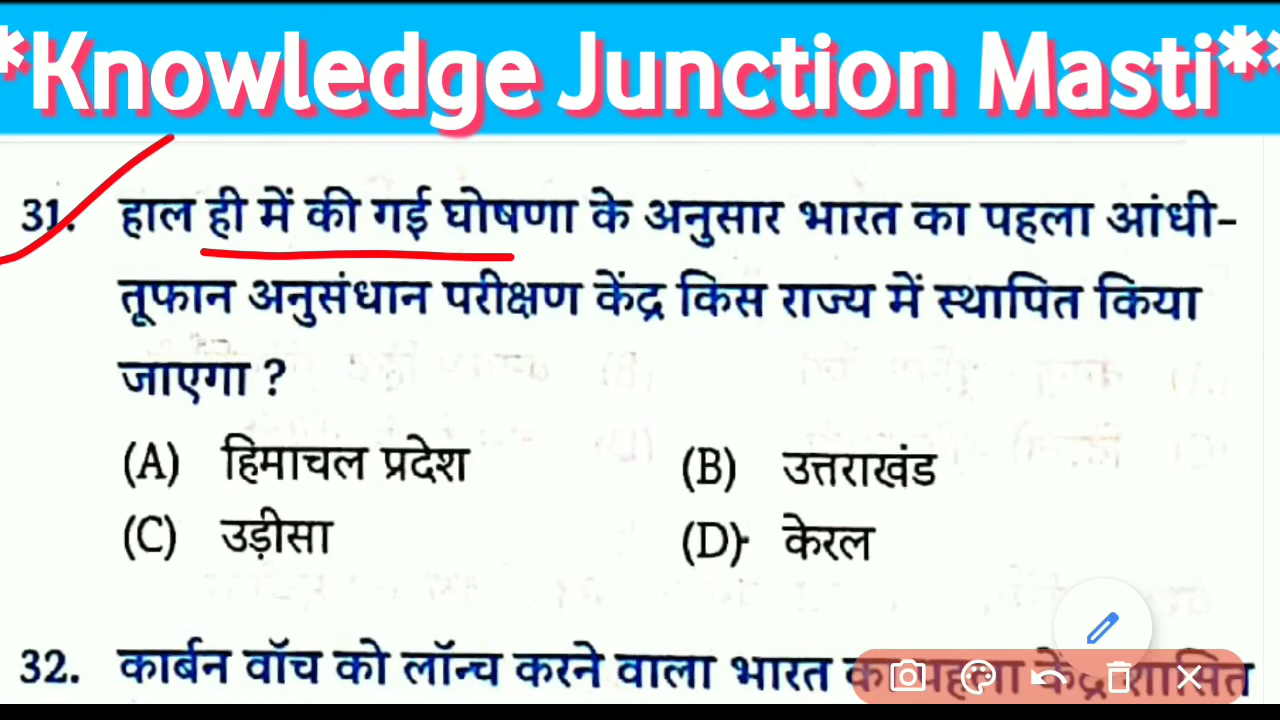 *Knowledge Junction Masti**
31. हाल ही में की गई घोषणा के अनुसार भारत का पहला आंधी-
तूफान अनुसंधान परीक्षण केंद्र किस राज्य में स्थापित किया
जाएगा ?
(A) हिमाचल प्रदेश (B) उत्तराखंड
(C) उड़ीसा (D) केरल
32. कार्बन वॉच को लॉन्च करने वाला भारत का पहला केंद्र शासित